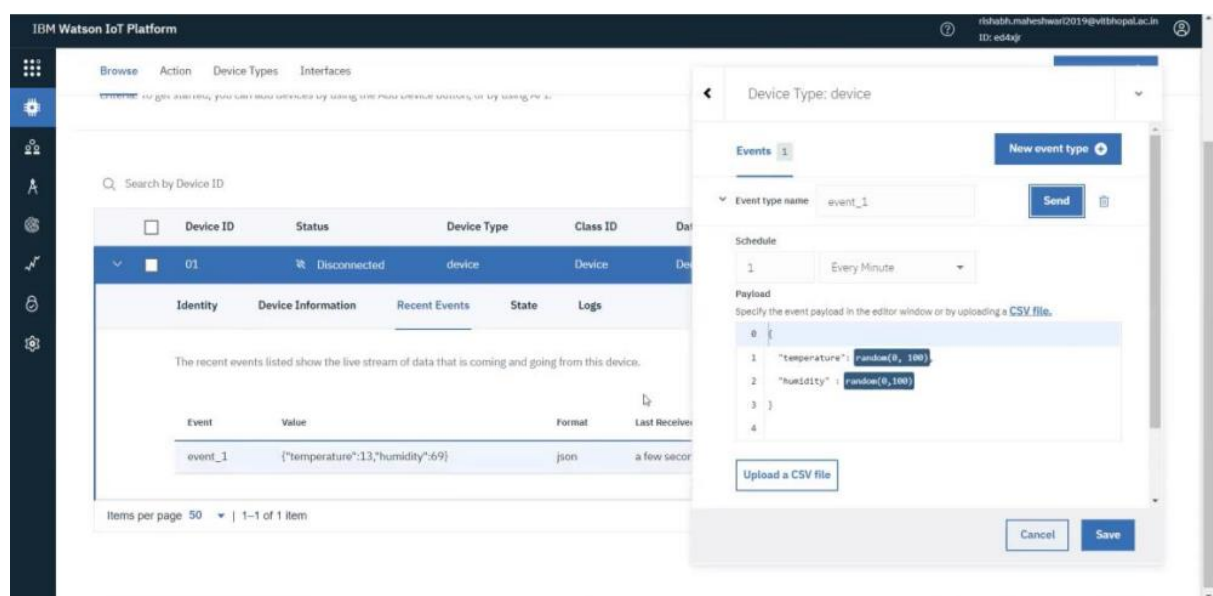 IBM Watson IoT Platform
rishabh.maheshwari2019@vitbhopal.ac.in
ID: ed4xjr
Browse Action Device Types Interfaces
Device Type: device
Events 1
New event type
Search by Device ID
Event type name event_1 Send
Device ID Status Device Type Class ID Dat
Schedule
01 Disconnected device Device De
1 Every Minute
Identity Device Information Recent Events State Logs
Payload
Specify the event payload in the editor window or by uploading a CSV file.
0 {
1 "temperature": random(0, 100),
2 "humidity" : random(0,100)
3 }
4
The recent events listed show the live stream of data that is coming and going from this device.
Event Value Format Last Receive
event_1 {"temperature":13,"humidity":69} json a few secon
Upload a CSV file
Items per page 50 | 1–1 of 1 item
Cancel Save